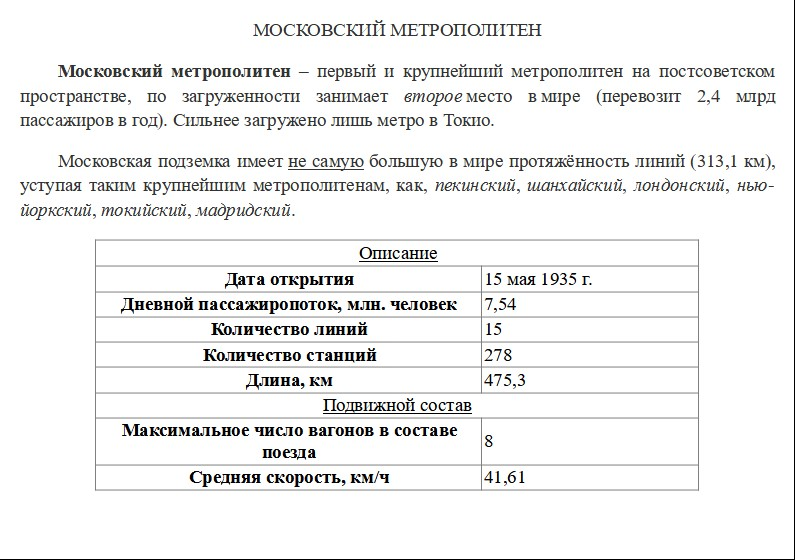 МОСКОВСКИЙ МЕТРОПОЛИТЕН
Московский метрополитен – первый и крупнейший метрополитен на постсоветском
пространстве, по загруженности занимает второе место в мире (перевозит 2,4 млрд
пассажиров в год). Сильнее загружено лишь метро в Токио.
Московская подземка имеет не самую большую в мире протяжённость линий (313,1 км),
уступая таким крупнейшим метрополитенам, как, пекинский, шанхайский, лондонский, нью-
йоркский, токийский, мадридский.
Описание
Дата открытия 15 мая 1935 г.
Дневной пассажиропоток, млн. человек 7,54
Количество линий 15
Количество станций 278
Длина, км 475,3
Подвижной состав
Максимальное число вагонов в составе
поезда 8
Средняя скорость, км/ч 41,61